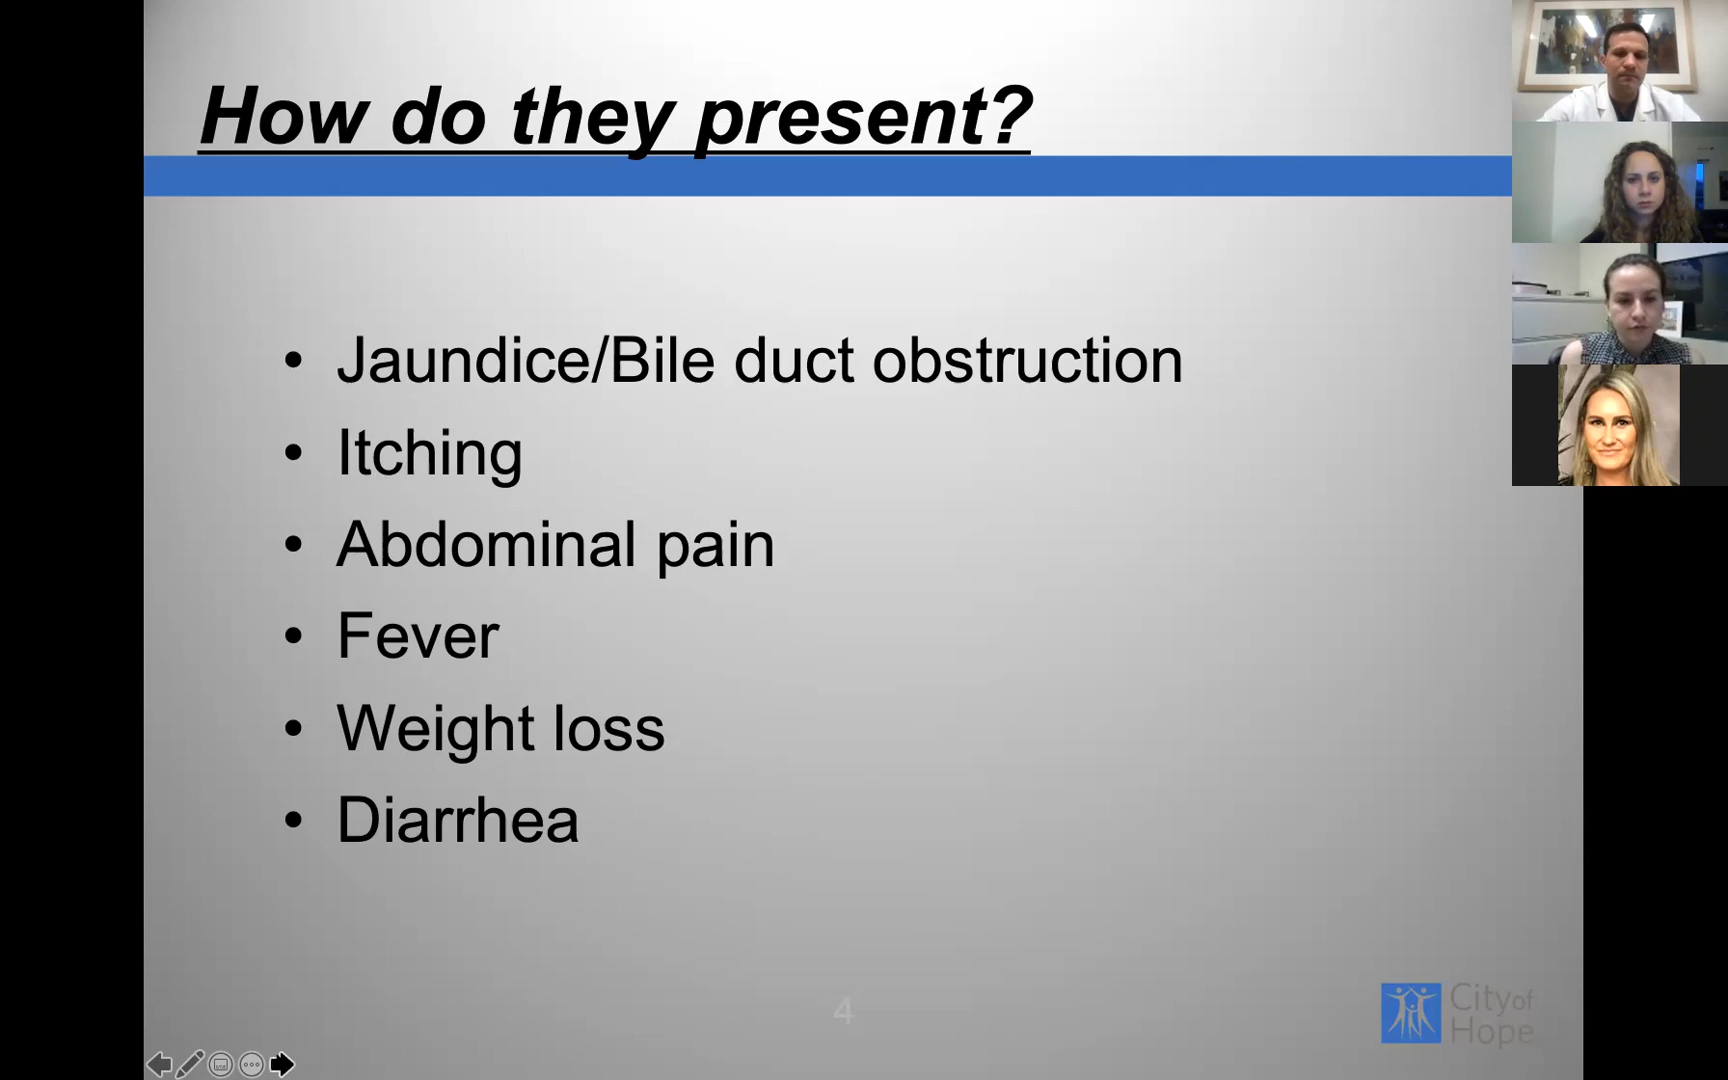 How do they present?
• Jaundice/Bile duct obstruction
• Itching
• Abdominal pain
• Fever
• Weight loss
• Diarrhea
4
City of
Hope